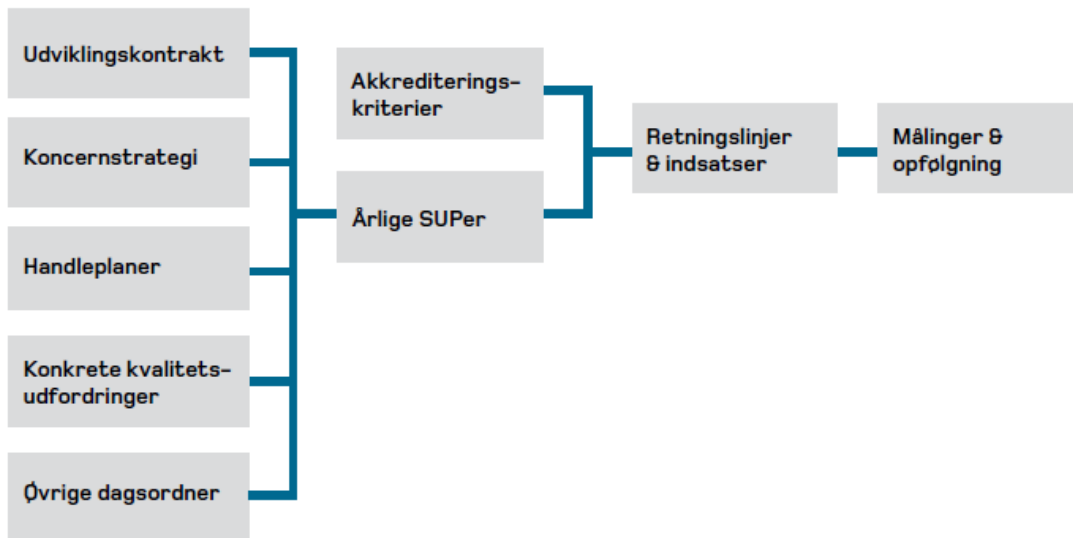 Udviklingskontrakt
Koncernstrategi
Handleplaner
Konkrete kvalitets-
udfordringer
Øvrige dagsordner
Akkrediterings-
kriterier
Årlige SUPer
Retningslinjer
& indsatser
Målinger &
opfølgning